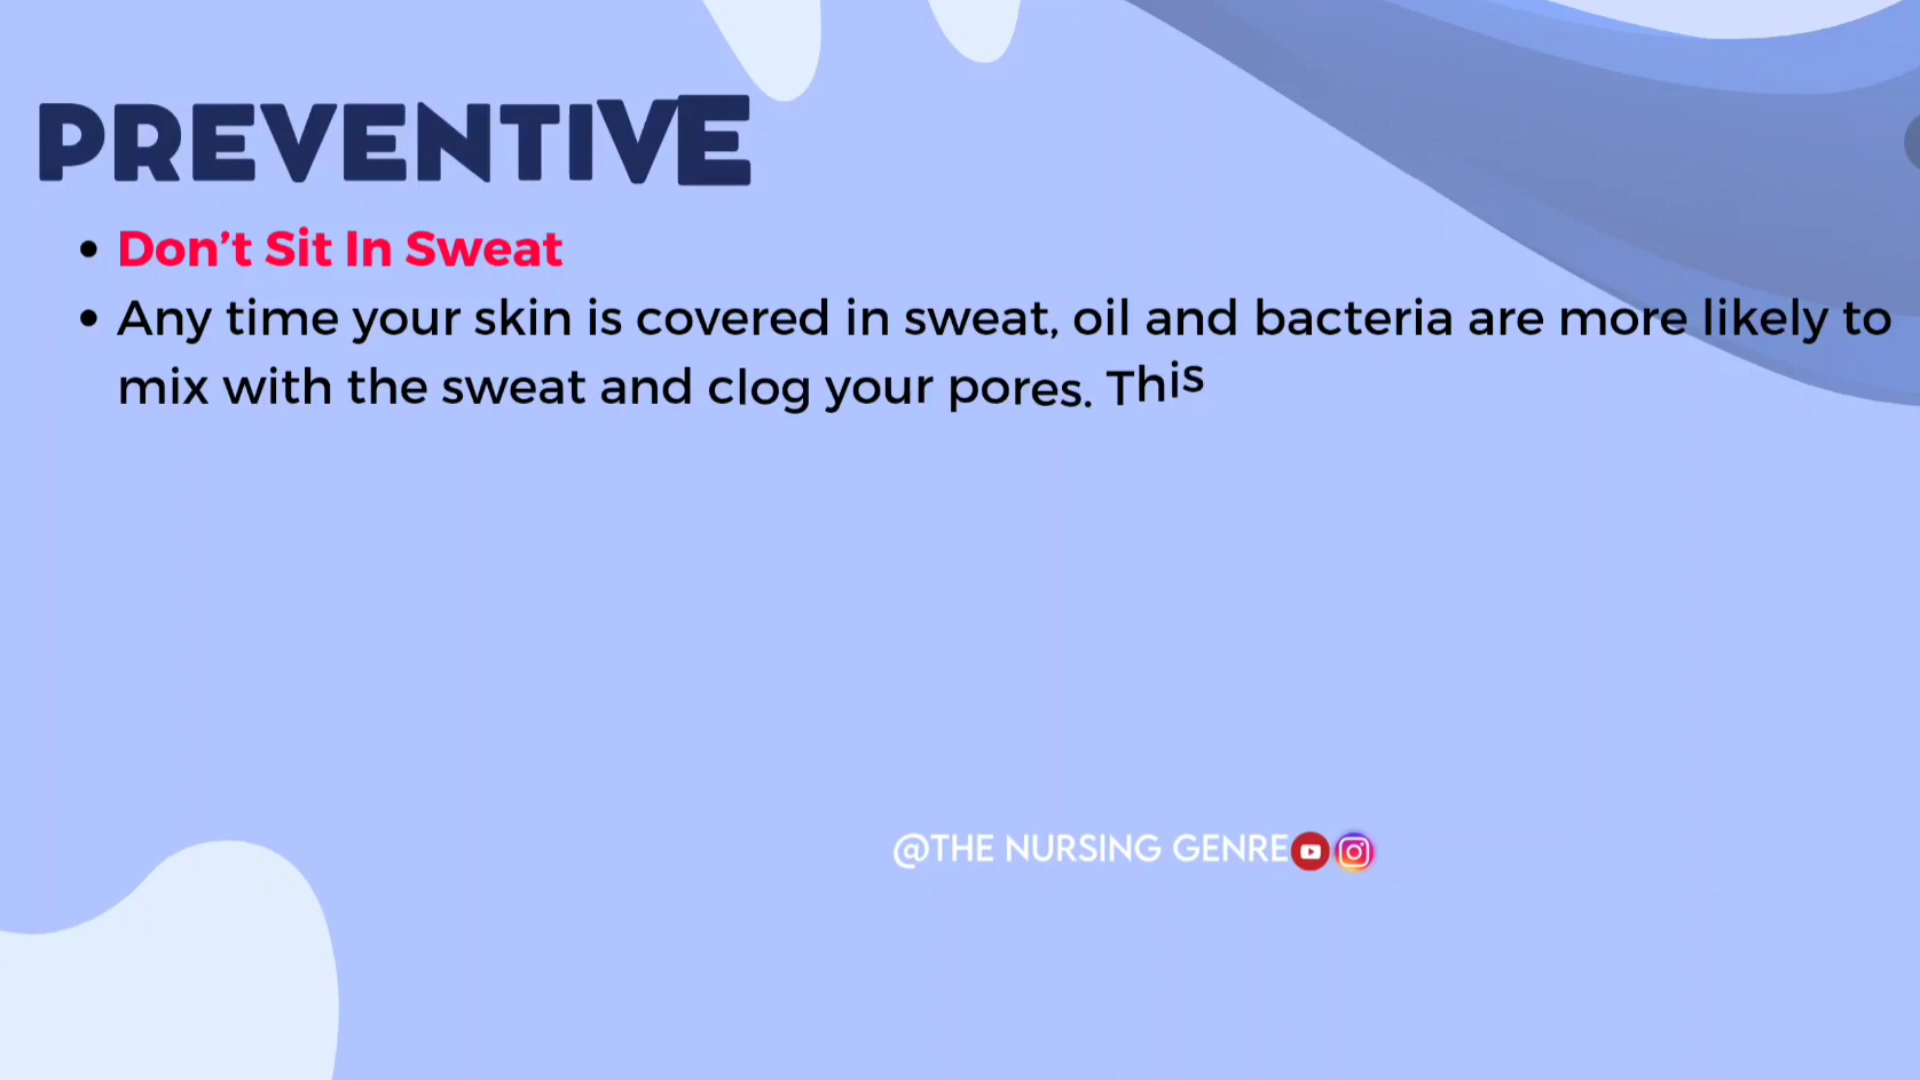 PREVENTIVE
• Don’t Sit In Sweat
• Any time your skin is covered in sweat, oil and bacteria are more likely to
mix with the sweat and clog your pores. This
@THE NURSING GENRE